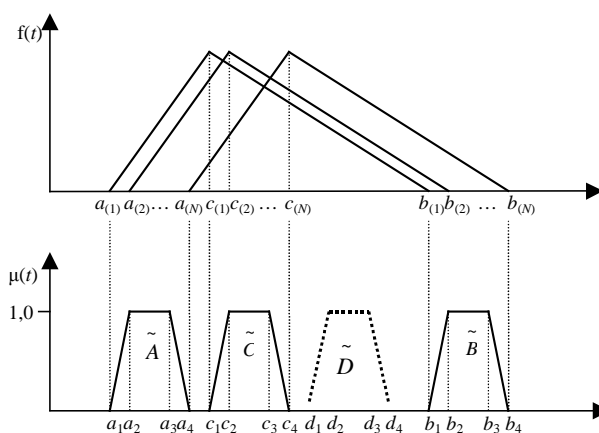 f(t)
a(1) a(2) … a(N) c(1) c(2) … c(N) b(1) b(2) … b(N)
μ(t)
1,0
Ã C̃ D̃ B̃
a1 a2 a3 a4 c1 c2 c3 c4 d1 d2 d3 d4 b1 b2 b3 b4